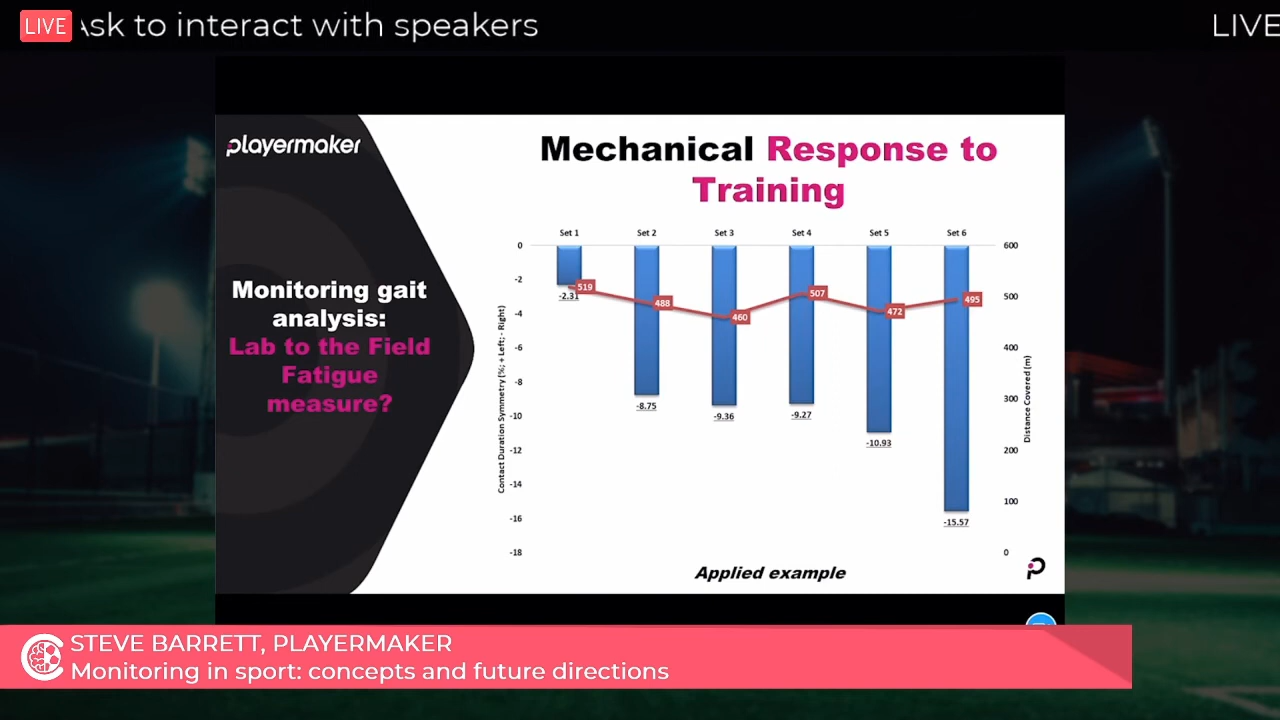 LIVE
Ask to interact with speakers
LIVE
playermaker
Mechanical Response to
Training
Monitoring gait
analysis:
Lab to the Field
Fatigue
measure?
Set 1
Set 2
Set 3
Set 4
Set 5
Set 6
0
-2
-4
-6
-8
-10
-12
-14
-16
-18
Contact Duration Symmetry (%; + Left; - Right)
519
488
460
507
472
495
-2.31
-8.75
-9.36
-9.27
-10.93
-15.57
600
500
400
300
200
100
0
Distance Covered (m)
Applied example
STEVE BARRETT, PLAYERMAKER
Monitoring in sport: concepts and future directions